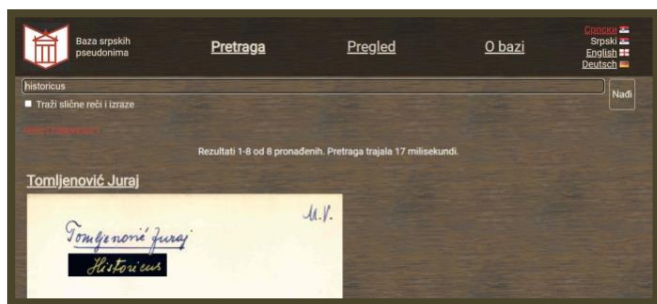 Baza srpskih
pseudonima
Pretraga
Pregled
O bazi
Српски
Srpski
English
Deutsch
historicus
Nađi
Traži slične reči i izraze
Rezultati 1-8 od 8 pronađenih. Pretraga trajala 17 milisekundi.
Tomljenović Juraj
M.V.
Tomljenović Juraj
Historicus